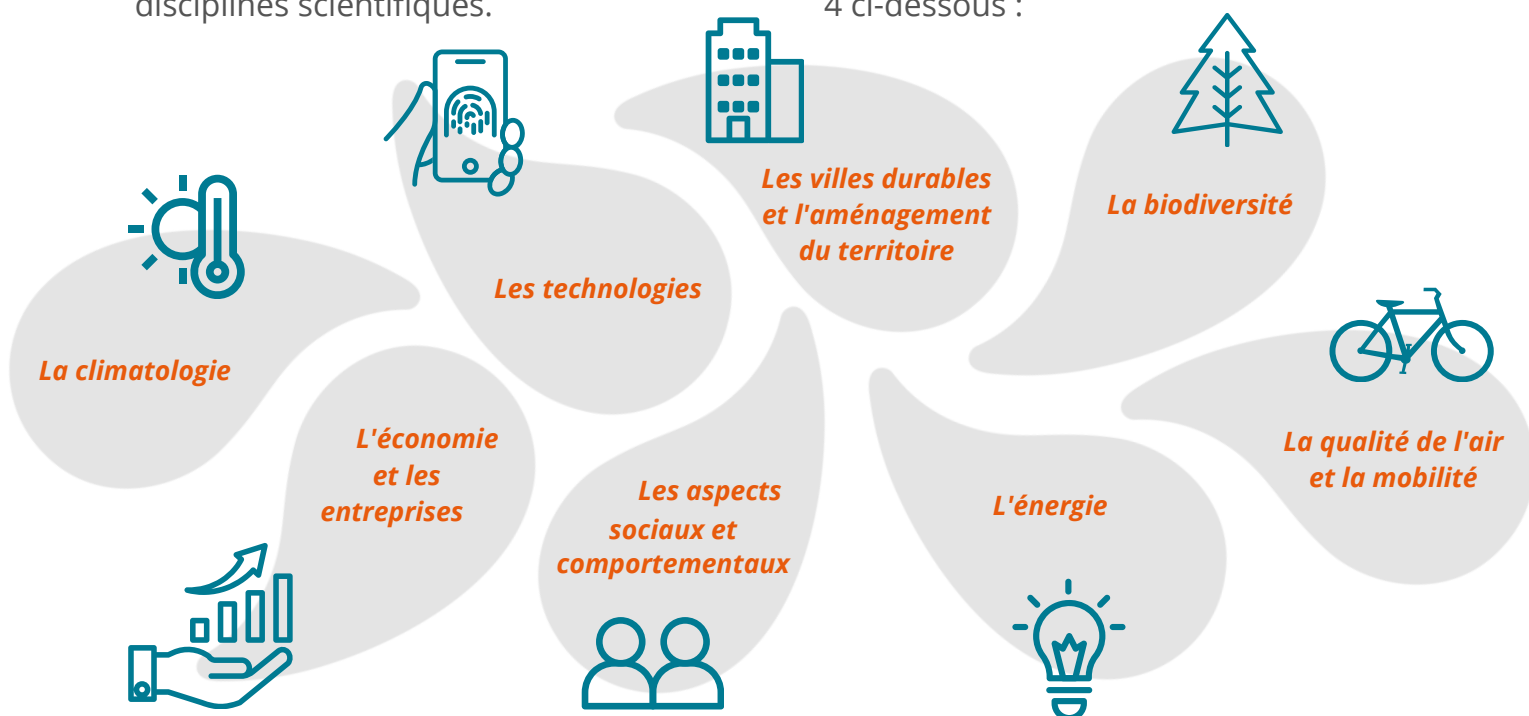 disciplines scientifiques.
4 ci-dessous :
Les villes durables
et l'aménagement
du territoire
La biodiversité
Les technologies
La climatologie
L'économie
et les
entreprises
Les aspects
sociaux et
comportementaux
L'énergie
La qualité de l'air
et la mobilité